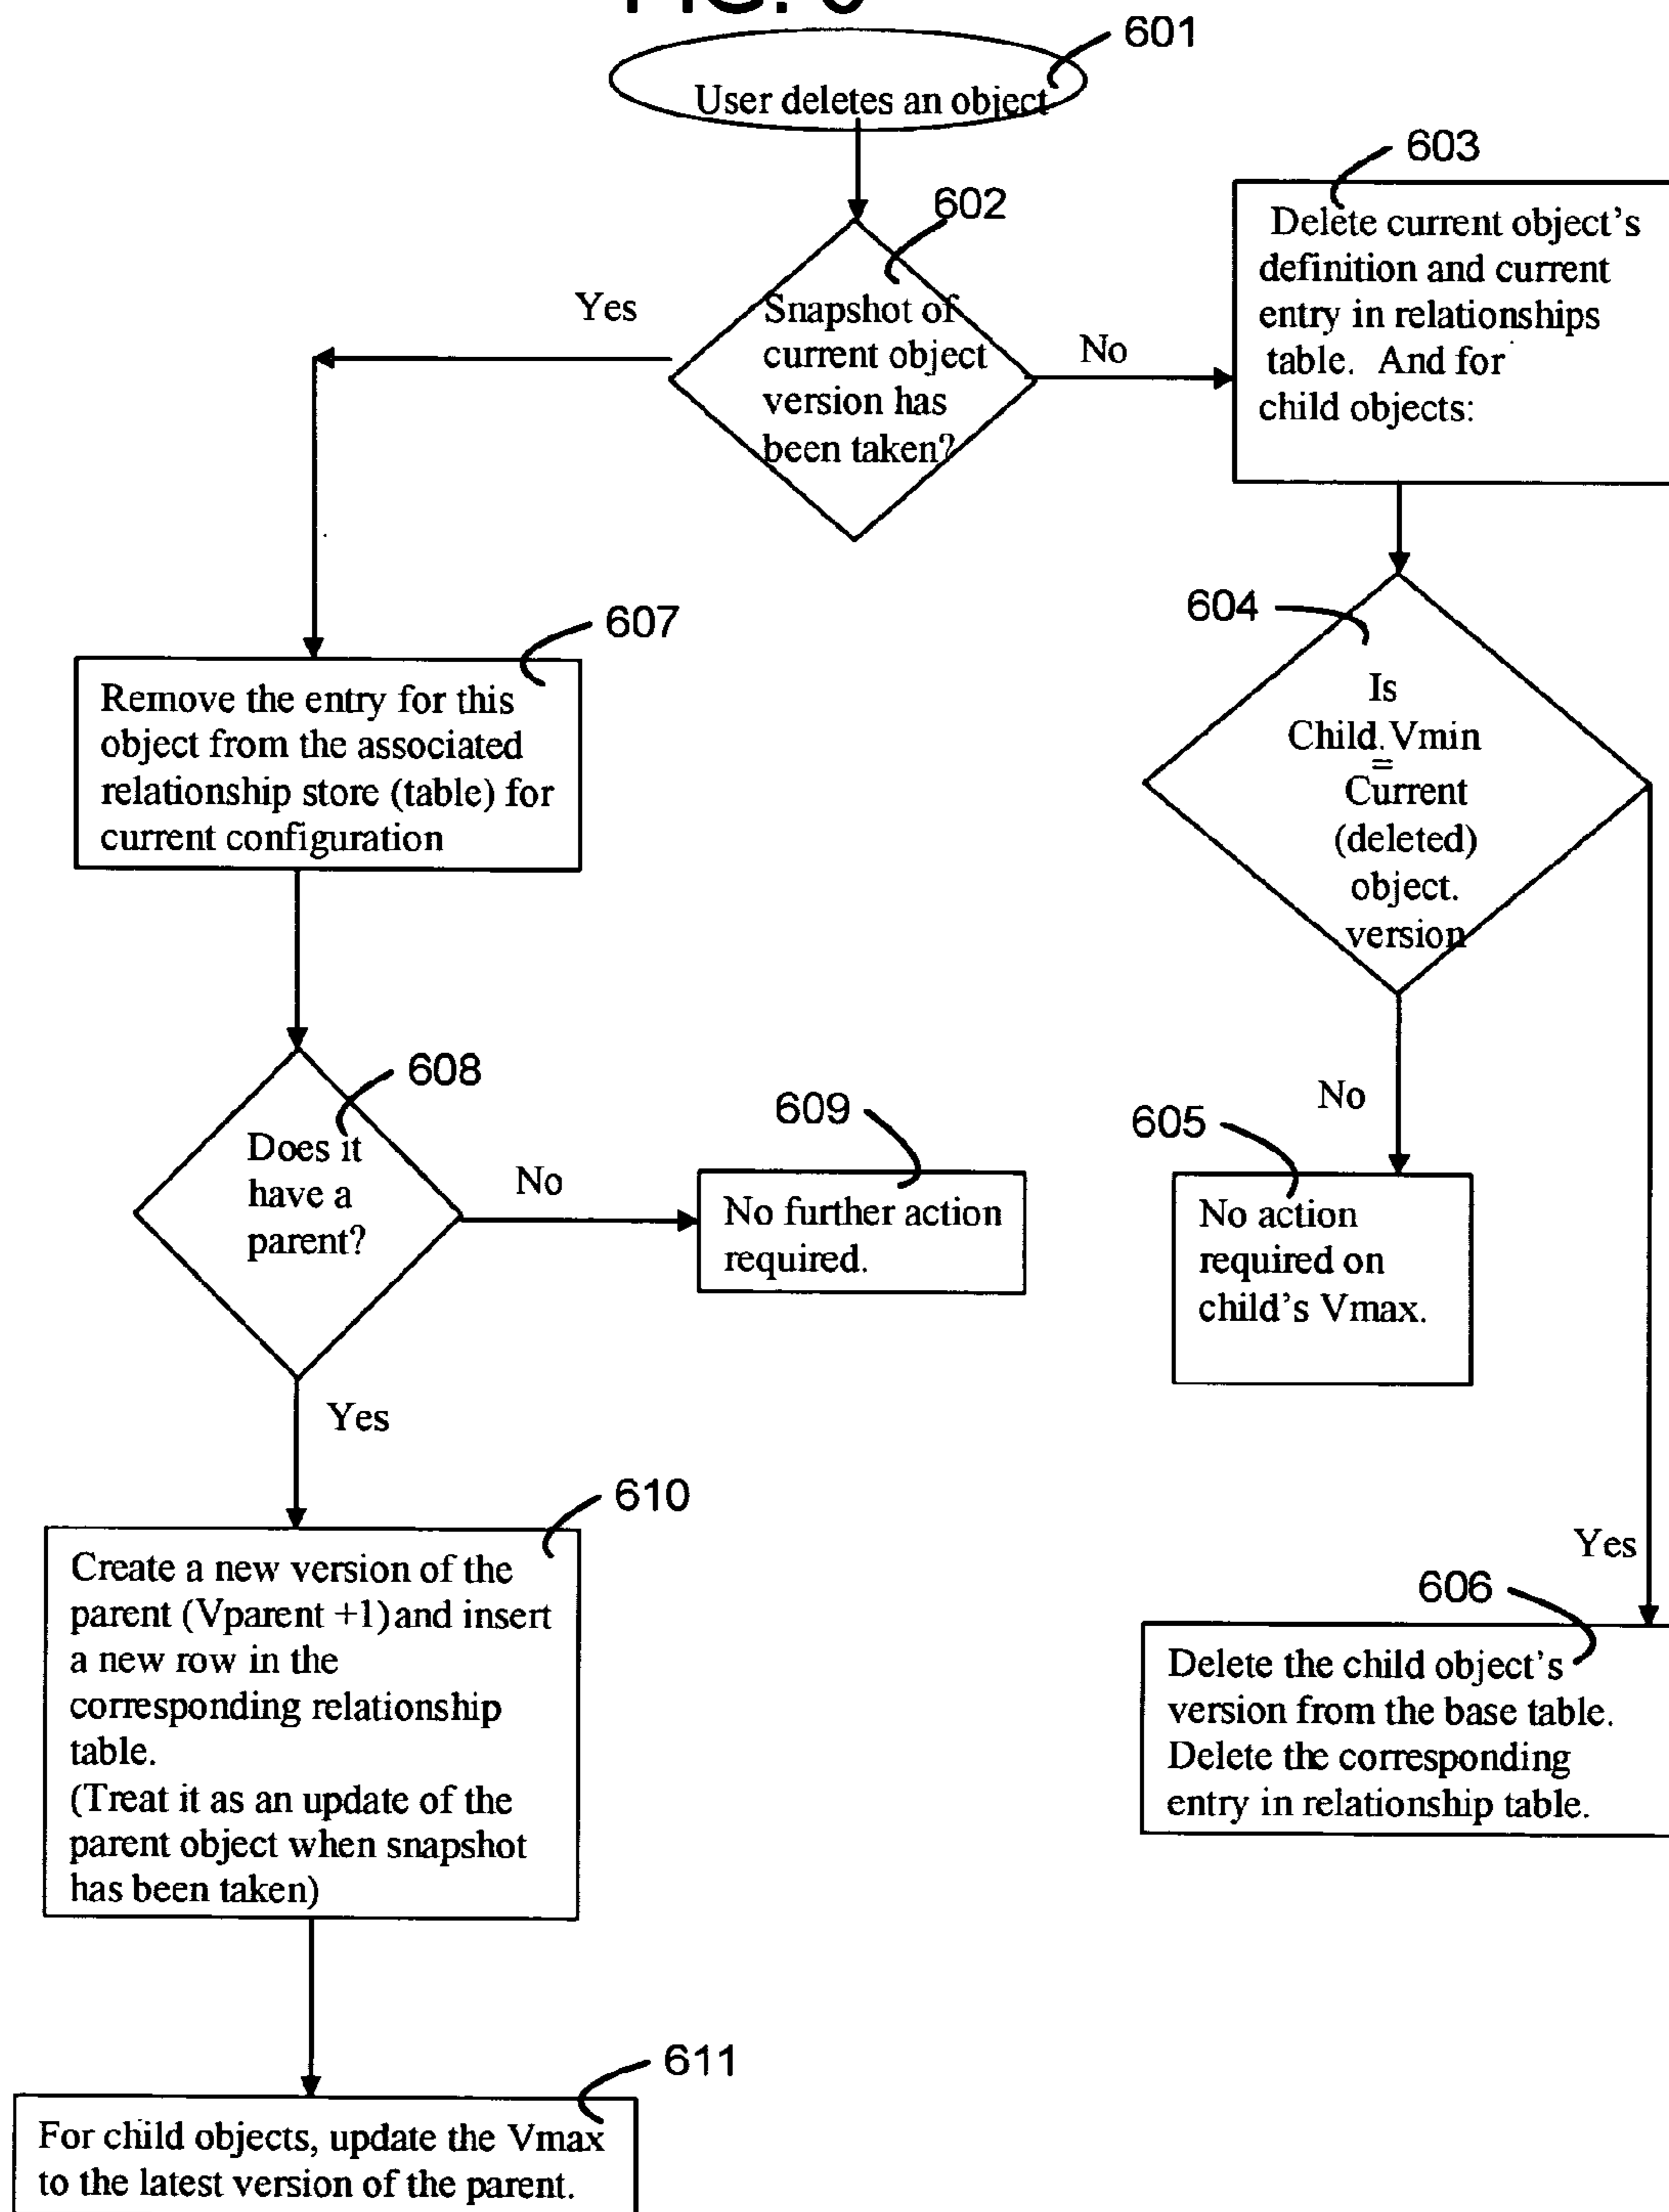 FIG. 6
601
User deletes an object
602
Snapshot of
current object
version has
been taken?
Yes
No
603
Delete current object's
definition and current
entry in relationships
table. And for
child objects:
604
Is
Child.Vmin
=
Current
(deleted)
object.
version
No
605
No action
required on
child's Vmax.
Yes
606
Delete the child object's
version from the base table.
Delete the corresponding
entry in relationship table.
607
Remove the entry for this
object from the associated
relationship store (table) for
current configuration
608
Does it
have a
parent?
No
609
No further action
required.
Yes
610
Create a new version of the
parent (Vparent +1) and insert
a new row in the
corresponding relationship
table.
(Treat it as an update of the
parent object when snapshot
has been taken)
611
For child objects, update the Vmax
to the latest version of the parent.